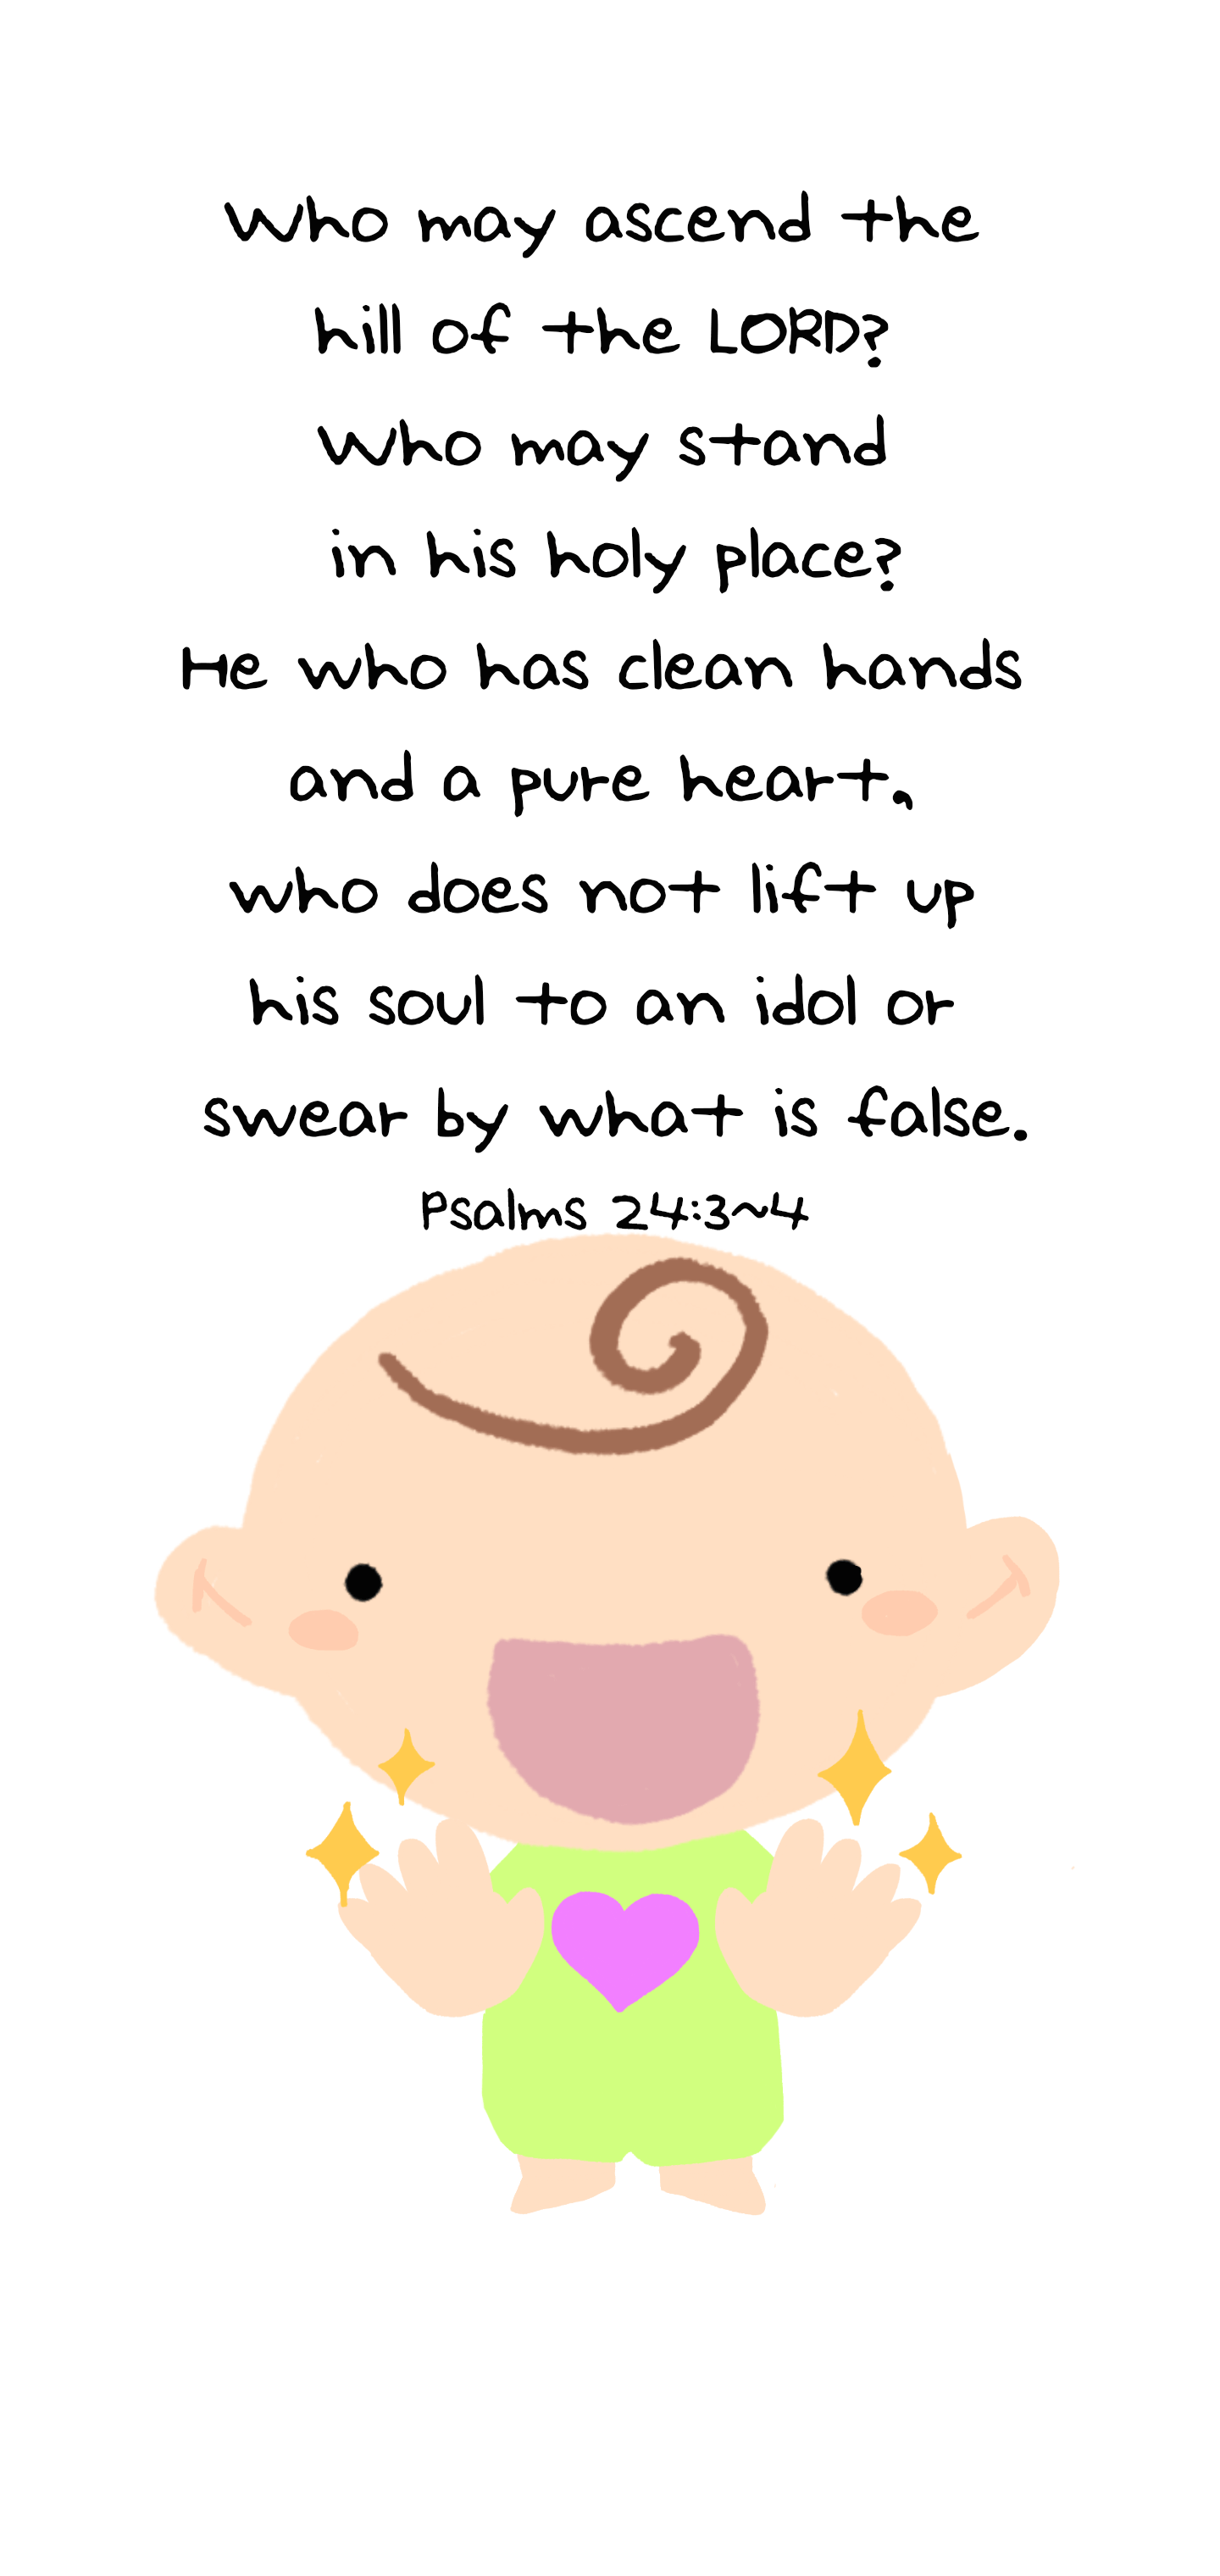 Who may ascend the
hill of the LORD?
Who may stand
in his holy place?
He who has clean hands
and a pure heart,
who does not lift up
his soul to an idol or
swear by what is false.
Psalms 24:3~4